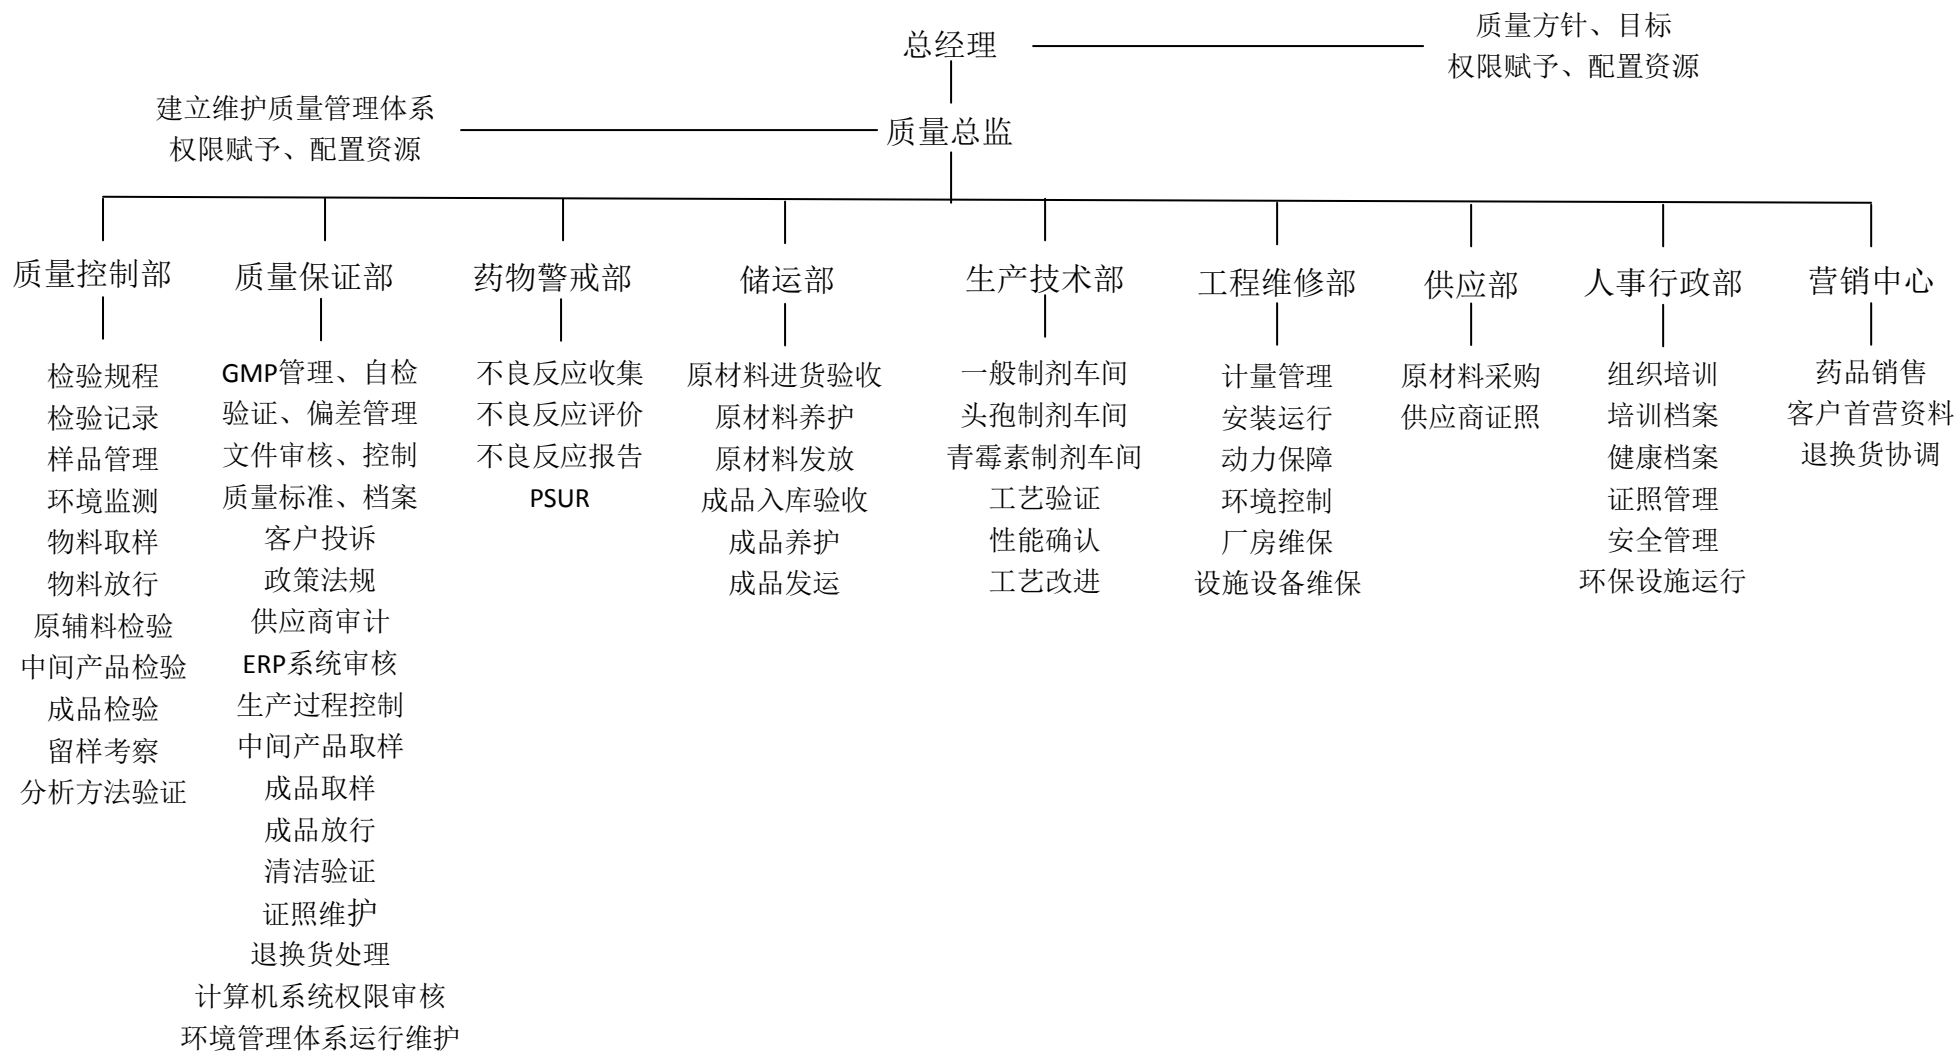 总经理
质量方针、目标
权限赋予、配置资源
建立维护质量管理体系
权限赋予、配置资源
质量总监
质量控制部
检验规程
检验记录
样品管理
环境监测
物料取样
物料放行
原辅料检验
中间产品检验
成品检验
留样考察
分析方法验证
质量保证部
GMP管理、自检
验证、偏差管理
文件审核、控制
质量标准、档案
客户投诉
政策法规
供应商审计
ERP系统审核
生产过程控制
中间产品取样
成品取样
成品放行
清洁验证
证照维护
退换货处理
计算机系统权限审核
环境管理体系运行维护
药物警戒部
不良反应收集
不良反应评价
不良反应报告
PSUR
储运部
原材料进货验收
原材料养护
原材料发放
成品入库验收
成品养护
成品发运
生产技术部
一般制剂车间
头孢制剂车间
青霉素制剂车间
工艺验证
性能确认
工艺改进
工程维修部
计量管理
安装运行
动力保障
环境控制
厂房维保
设施设备维保
供应部
原材料采购
供应商证照
人事行政部
组织培训
培训档案
健康档案
证照管理
安全管理
环保设施运行
营销中心
药品销售
客户首营资料
退换货协调